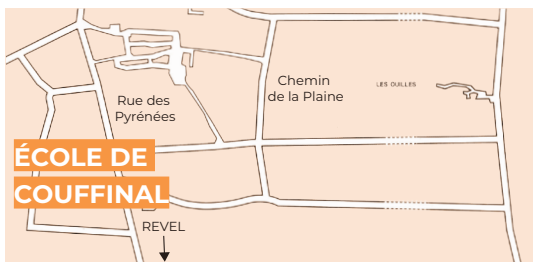 Chemin
de la Plaine
LES OUILLES
Rue des
Pyrénées
ÉCOLE DE
COUFFINAL
REVEL